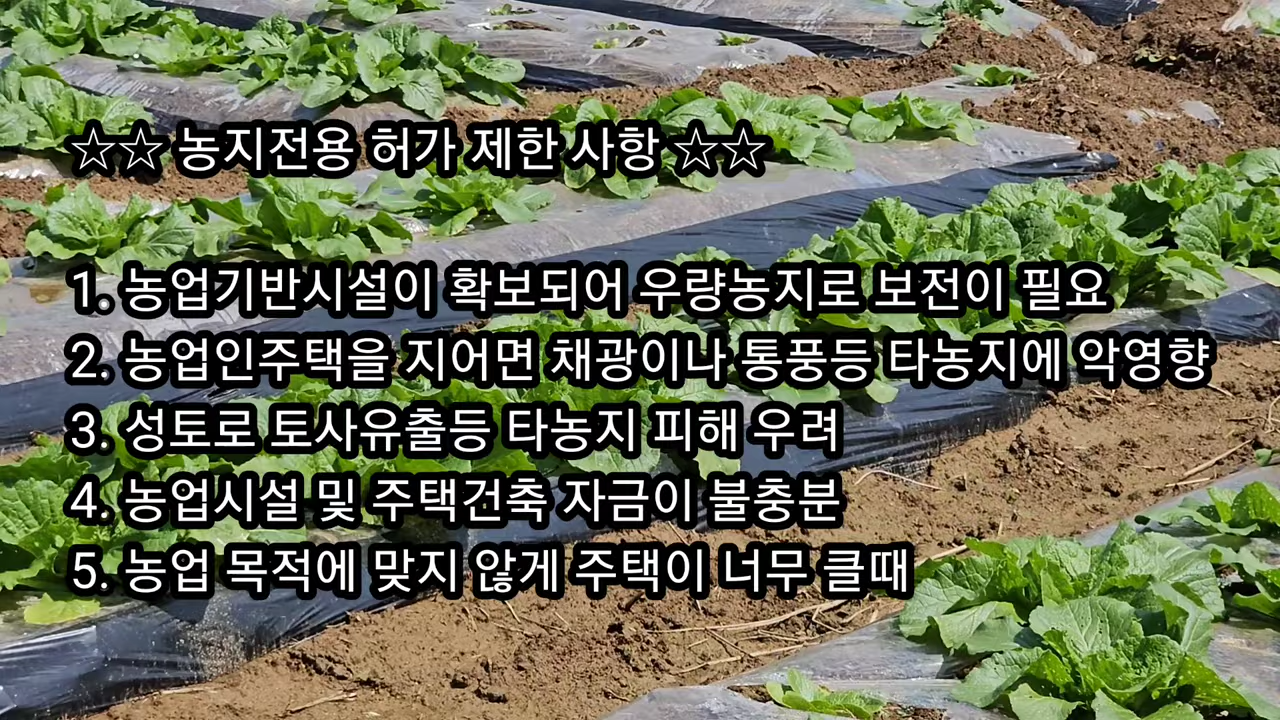 ☆☆ 농지전용 허가 제한 사항 ☆☆
1. 농업기반시설이 확보되어 우량농지로 보전이 필요
2. 농업인주택을 지어면 채광이나 통풍등 타농지에 악영향
3. 성토로 토사유출등 타농지 피해 우려
4. 농업시설 및 주택건축 자금이 불충분
5. 농업 목적에 맞지 않게 주택이 너무 클때